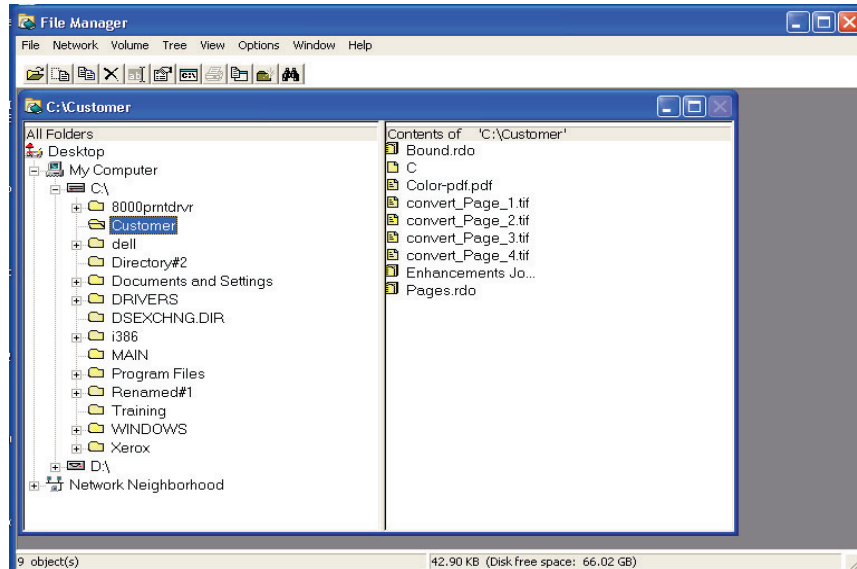 File Manager
File Network Volume Tree View Options Window Help
C:\Customer
All Folders
Desktop
My Computer
C:\
8000prntdrvr
Customer
dell
Directory#2
Documents and Settings
DRIVERS
DSEXCHNG.DIR
i386
MAIN
Program Files
Renamed#1
Training
WINDOWS
Xerox
D:\
Network Neighborhood
Contents of 'C:\Customer'
Bound.rdo
C
Color-pdf.pdf
convert_Page_1.tif
convert_Page_2.tif
convert_Page_3.tif
convert_Page_4.tif
Enhancements Jo...
Pages.rdo
9 object(s)
42.90 KB (Disk free space: 66.02 GB)